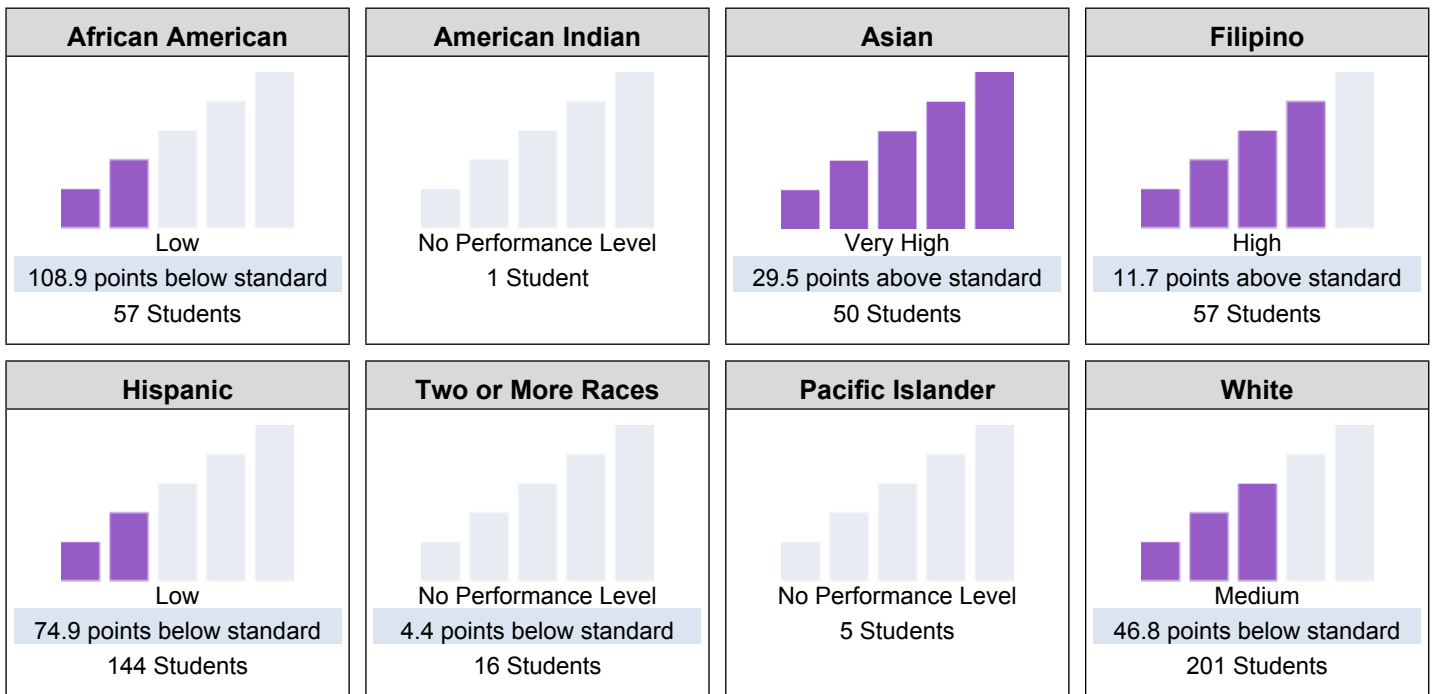 African American
Low
108.9 points below standard
57 Students
American Indian
No Performance Level
1 Student
Asian
Very High
29.5 points above standard
50 Students
Filipino
High
11.7 points above standard
57 Students
Hispanic
Low
74.9 points below standard
144 Students
Two or More Races
No Performance Level
4.4 points below standard
16 Students
Pacific Islander
No Performance Level
5 Students
White
Medium
46.8 points below standard
201 Students